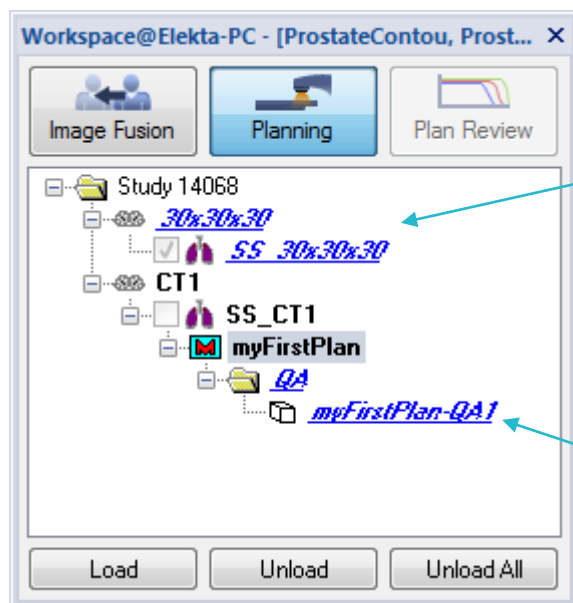 Workspace@Elekta-PC - [ProstateContou, Prost...
Image Fusion
Planning
Plan Review
Study 14068
30x30x30
SS_30x30x30
CT1
SS_CT1
myFirstPlan
QA
myFirstPlan-QA1
Load
Unload
Unload All